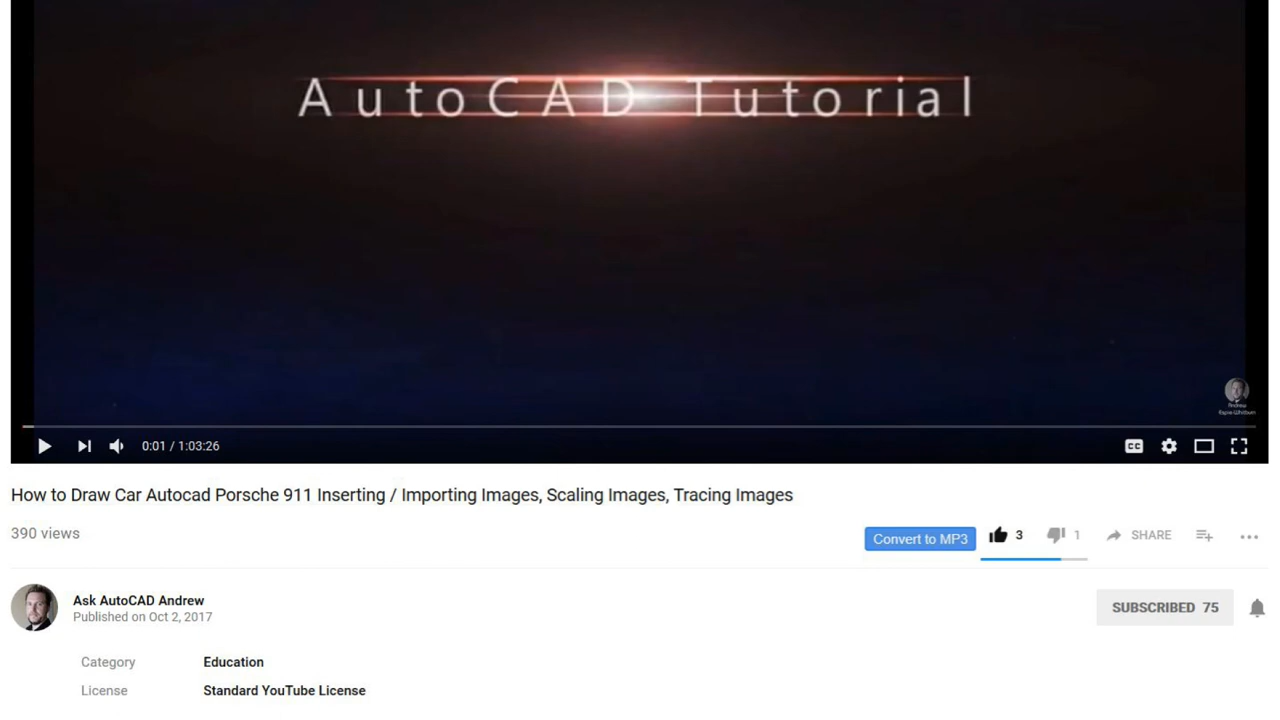 AutoCAD Tutorial
Andrew
CC
0:01 / 1:03:26
How to Draw Car Autocad Porsche 911 Inserting / Importing Images, Scaling Images, Tracing Images
390 views
Convert to MP3
3
1
SHARE
Ask AutoCAD Andrew
Published on Oct 2, 2017
SUBSCRIBED 75
Category Education
License Standard YouTube License